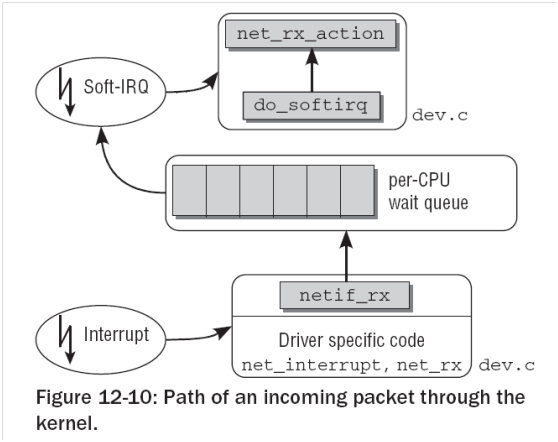 net_rx_action
Soft-IRQ
do_softirq
dev.c
per-CPU
wait queue
netif_rx
Interrupt
Driver specific code
net_interrupt, net_rx
dev.c
Figure 12-10: Path of an incoming packet through the
kernel.